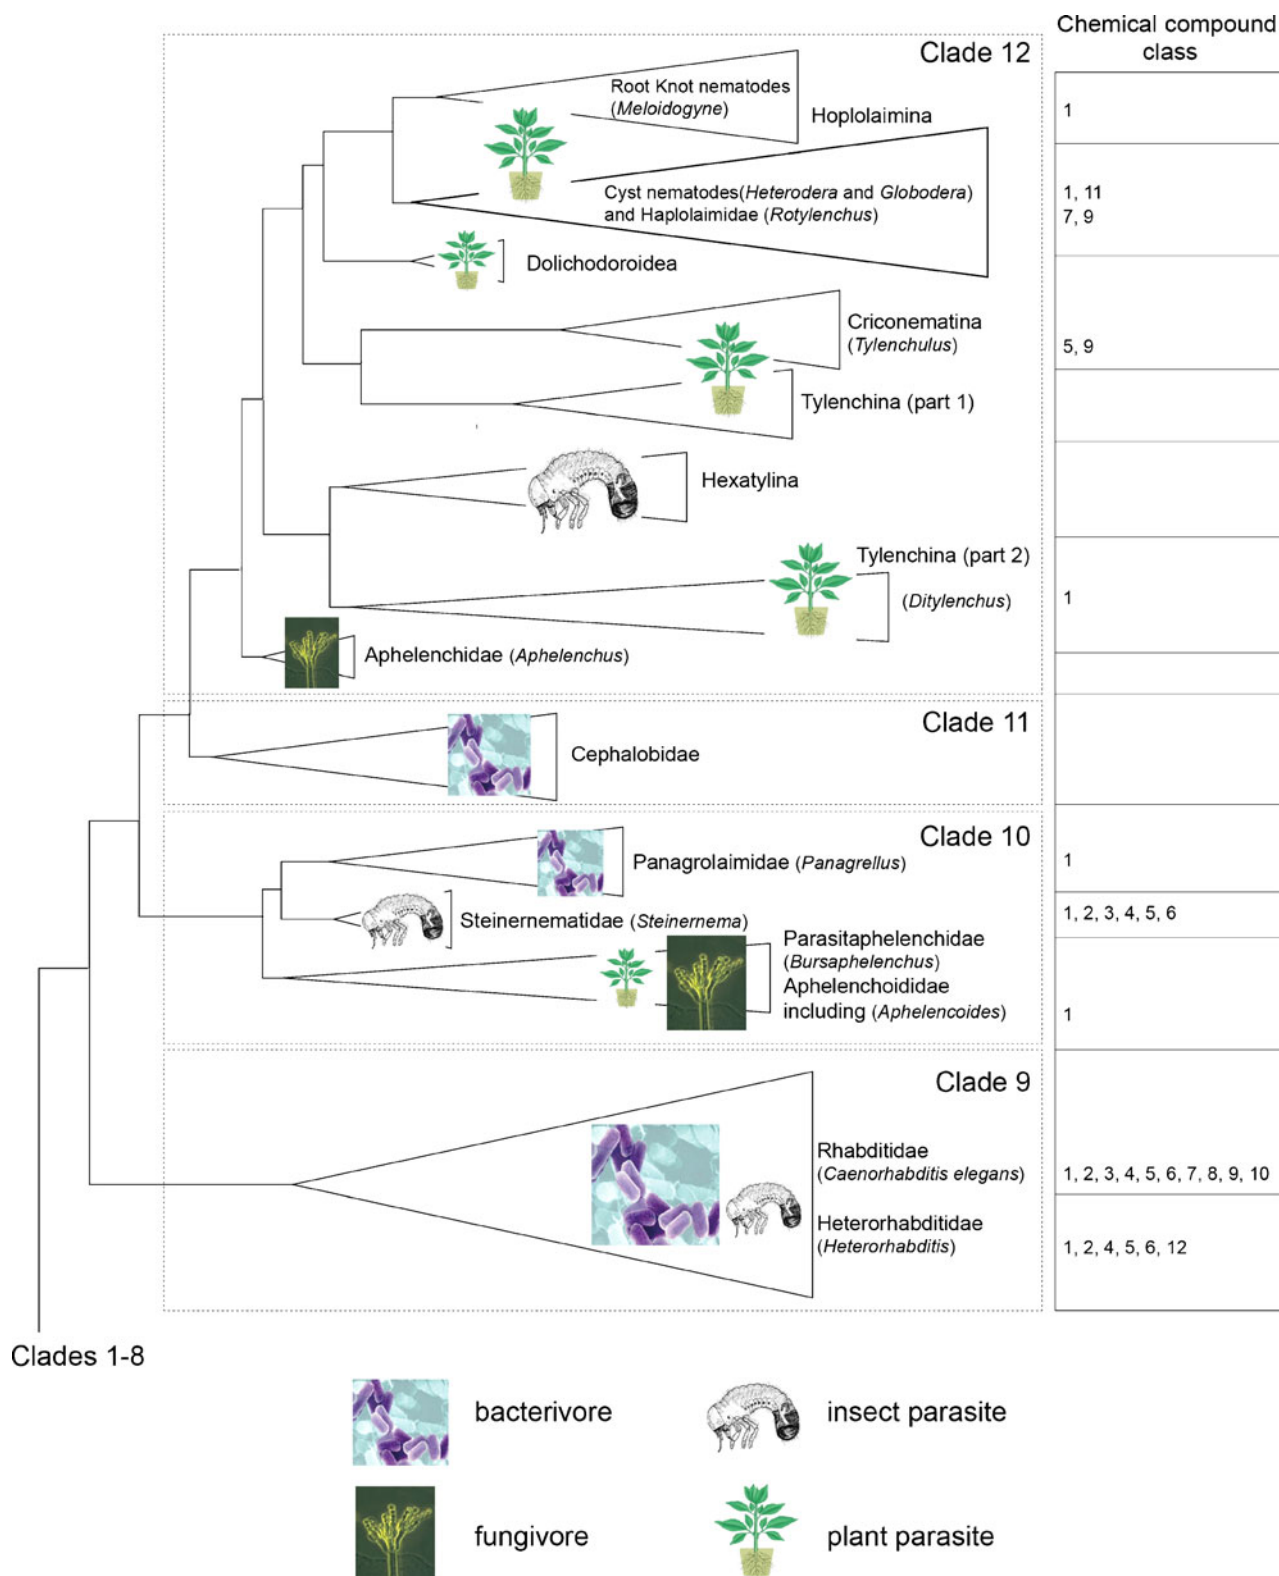 Chemical compound
class
Clade 12
Root Knot nematodes
(Meloidogyne)
Hoplolaimina
1
Cyst nematodes(Heterodera and Globodera)
and Haplolaimidae (Rotylenchus)
1, 11
7, 9
Dolichodoroidea
Criconematina
(Tylenchulus)
5, 9
Tylenchina (part 1)
Hexatylina
Tylenchina (part 2)
(Ditylenchus)
1
Aphelenchidae (Aphelenchus)
Clade 11
Cephalobidae
Clade 10
Panagrolaimidae (Panagrellus)
1
Steinernematidae (Steinernema)
1, 2, 3, 4, 5, 6
Parasitaphelenchidae
(Bursaphelenchus)
Aphelenchoididae
including (Aphelencoides)
1
Clade 9
Rhabditidae
(Caenorhabditis elegans)
1, 2, 3, 4, 5, 6, 7, 8, 9, 10
Heterorhabditidae
(Heterorhabditis)
1, 2, 4, 5, 6, 12
Clades 1-8
bacterivore
insect parasite
fungivore
plant parasite